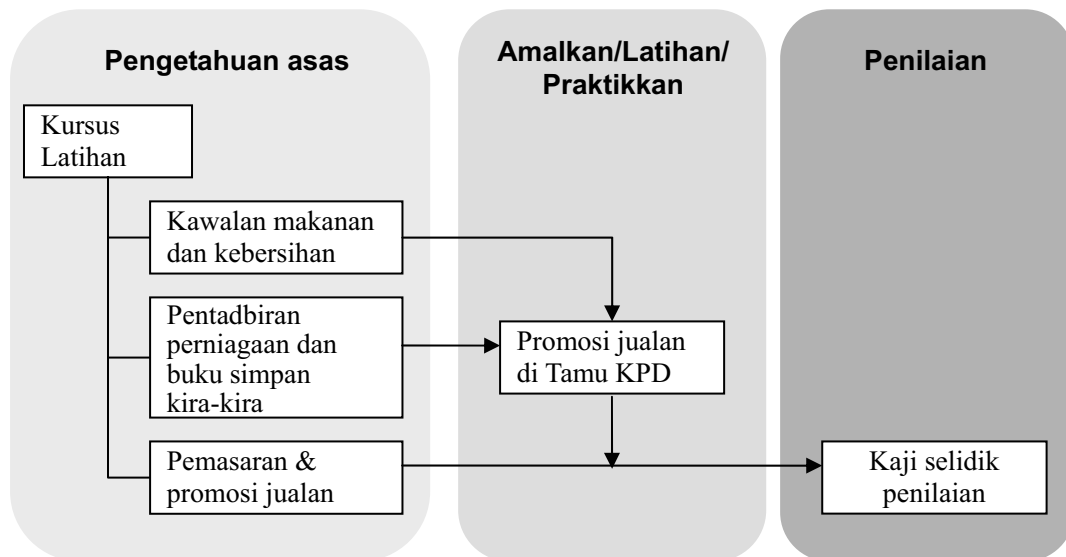 Pengetahuan asas
Kursus
Latihan
Kawalan makanan
dan kebersihan
Pentadbiran
perniagaan dan
buku simpan
kira-kira
Pemasaran &
promosi jualan
Amalkan/Latihan/
Praktikkan
Promosi jualan
di Tamu KPD
Penilaian
Kaji selidik
penilaian